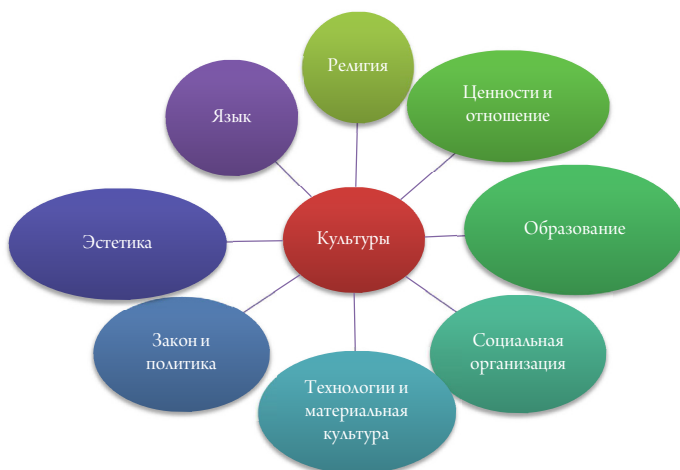 Религия
Ценности и
отношение
Язык
Образование
Культуры
Эстетика
Закон и
политика
Социальная
организация
Технологии и
материальная
культура